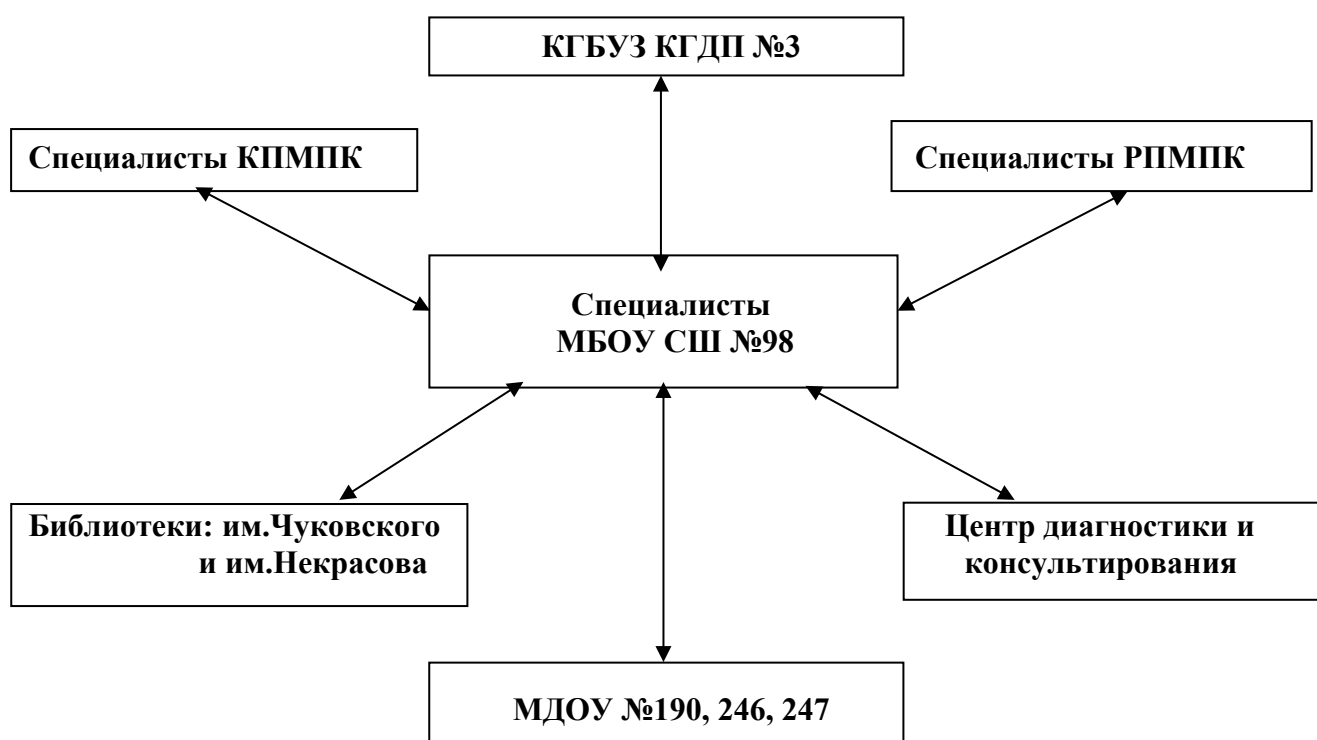 КГБУЗ КГДП №3
Специалисты КПМПК
Специалисты РПМПК
Специалисты
МБОУ СШ №98
Библиотеки: им.Чуковского
и им.Некрасова
Центр диагностики и
консультирования
МДОУ №190, 246, 247